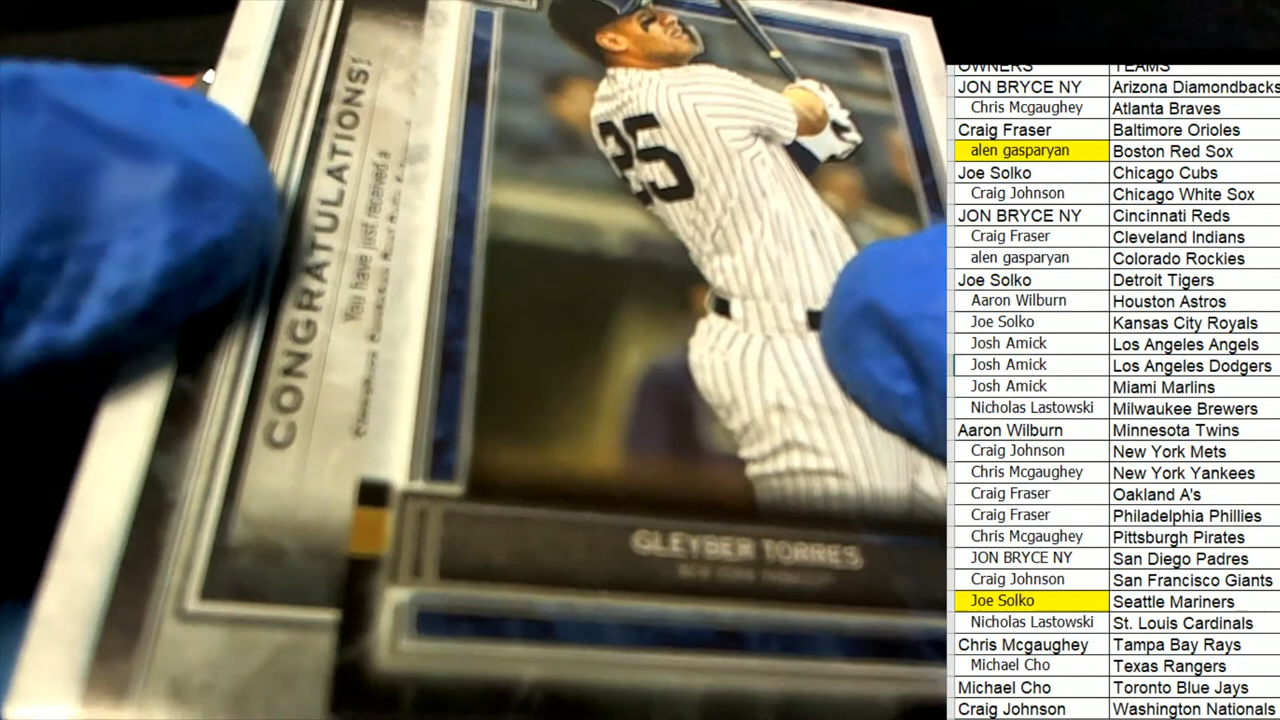 CONGRATULATIONS!
You have just received a
25
GLEYBER TORRES
OWNERS TEAMS
JON BRYCE NY Arizona Diamondbacks
Chris Mcgaughey Atlanta Braves
Craig Fraser Baltimore Orioles
alen gasparyan Boston Red Sox
Joe Solko Chicago Cubs
Craig Johnson Chicago White Sox
JON BRYCE NY Cincinnati Reds
Craig Fraser Cleveland Indians
alen gasparyan Colorado Rockies
Joe Solko Detroit Tigers
Aaron Wilburn Houston Astros
Joe Solko Kansas City Royals
Josh Amick Los Angeles Angels
Josh Amick Los Angeles Dodgers
Josh Amick Miami Marlins
Nicholas Lastowski Milwaukee Brewers
Aaron Wilburn Minnesota Twins
Craig Johnson New York Mets
Chris Mcgaughey New York Yankees
Craig Fraser Oakland A's
Craig Fraser Philadelphia Phillies
Chris Mcgaughey Pittsburgh Pirates
JON BRYCE NY San Diego Padres
Craig Johnson San Francisco Giants
Joe Solko Seattle Mariners
Nicholas Lastowski St. Louis Cardinals
Chris Mcgaughey Tampa Bay Rays
Michael Cho Texas Rangers
Michael Cho Toronto Blue Jays
Craig Johnson Washington Nationals